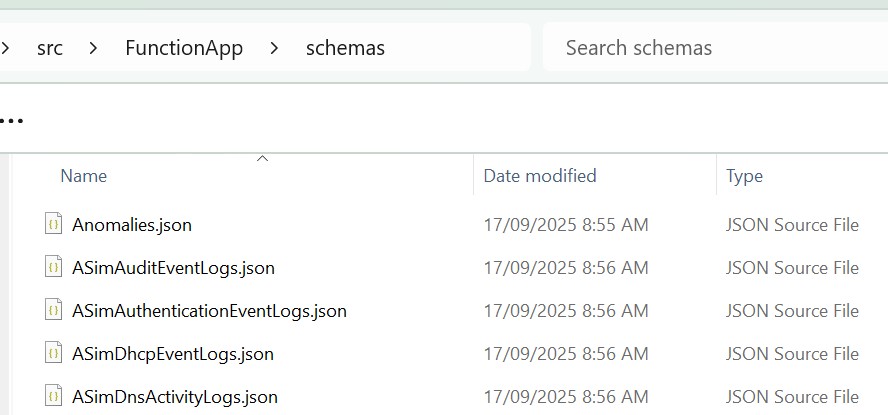 src > FunctionApp > schemas Search schemas
...
Name Date modified Type
Anomalies.json 17/09/2025 8:55 AM JSON Source File
ASimAuditEventLogs.json 17/09/2025 8:56 AM JSON Source File
ASimAuthenticationEventLogs.json 17/09/2025 8:56 AM JSON Source File
ASimDhcpEventLogs.json 17/09/2025 8:56 AM JSON Source File
ASimDnsActivityLogs.json 17/09/2025 8:56 AM JSON Source File